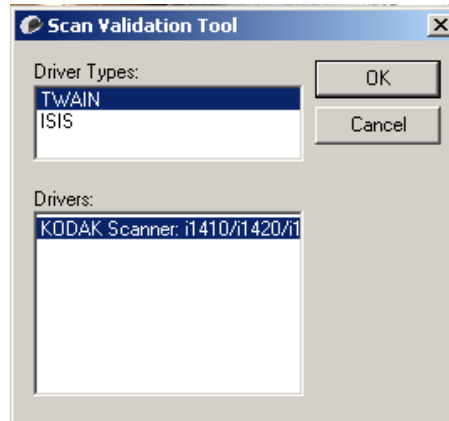 Scan Validation Tool
Driver Types:
OK
TWAIN
ISIS
Cancel
Drivers:
KODAK Scanner: i1410/i1420/i1